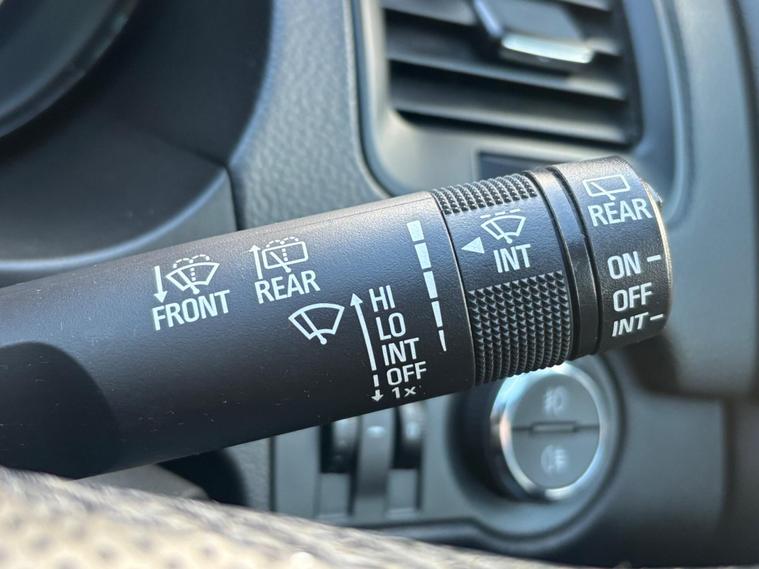 FRONT
REAR
HI
LO
INT
OFF
1x
INT
REAR
ON
OFF
INT